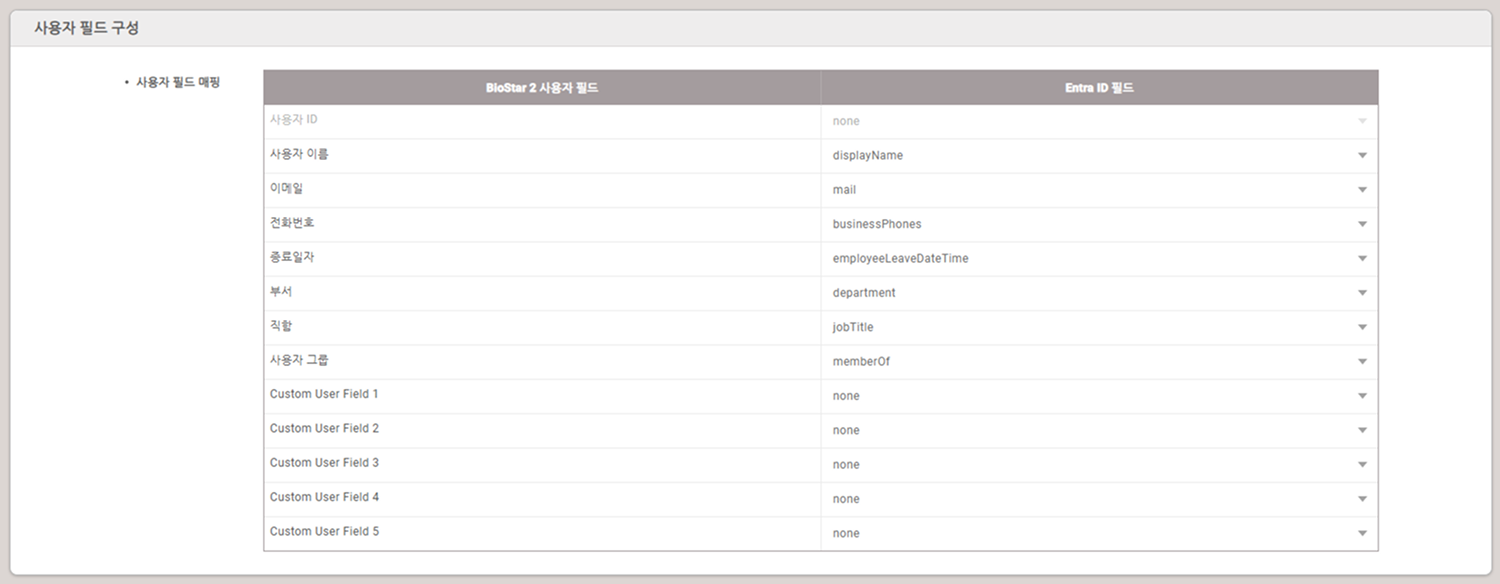 사용자 필드 구성
• 사용자 필드 매핑
BioStar 2 사용자 필드 Entra ID 필드
사용자 ID none
사용자 이름 displayName
이메일 mail
전화번호 businessPhones
종료일자 employeeLeaveDateTime
부서 department
직함 jobTitle
사용자 그룹 memberOf
Custom User Field 1 none
Custom User Field 2 none
Custom User Field 3 none
Custom User Field 4 none
Custom User Field 5 none